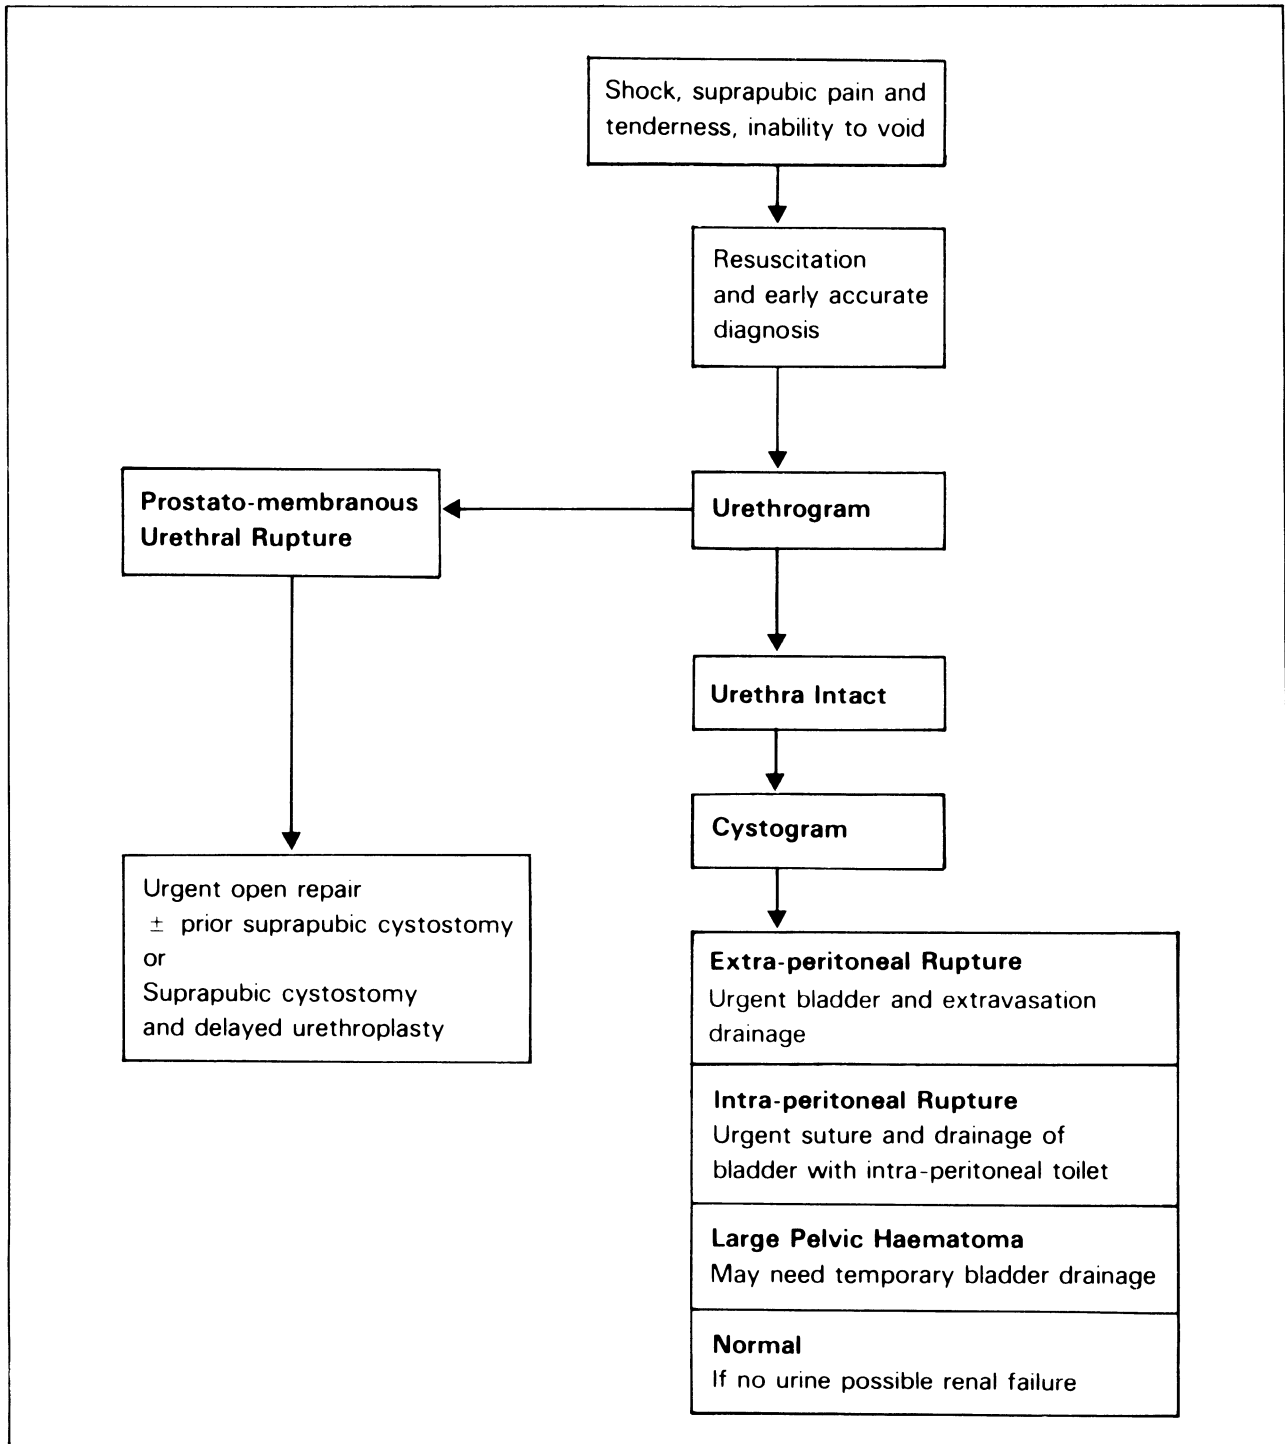 Shock, suprapubic pain and
tenderness, inability to void
Resuscitation
and early accurate
diagnosis
Prostato-membranous
Urethral Rupture
Urethrogram
Urethra Intact
Cystogram
Urgent open repair
± prior suprapubic cystostomy
or
Suprapubic cystostomy
and delayed urethroplasty
Extra-peritoneal Rupture
Urgent bladder and extravasation
drainage
Intra-peritoneal Rupture
Urgent suture and drainage of
bladder with intra-peritoneal toilet
Large Pelvic Haematoma
May need temporary bladder drainage
Normal
If no urine possible renal failure